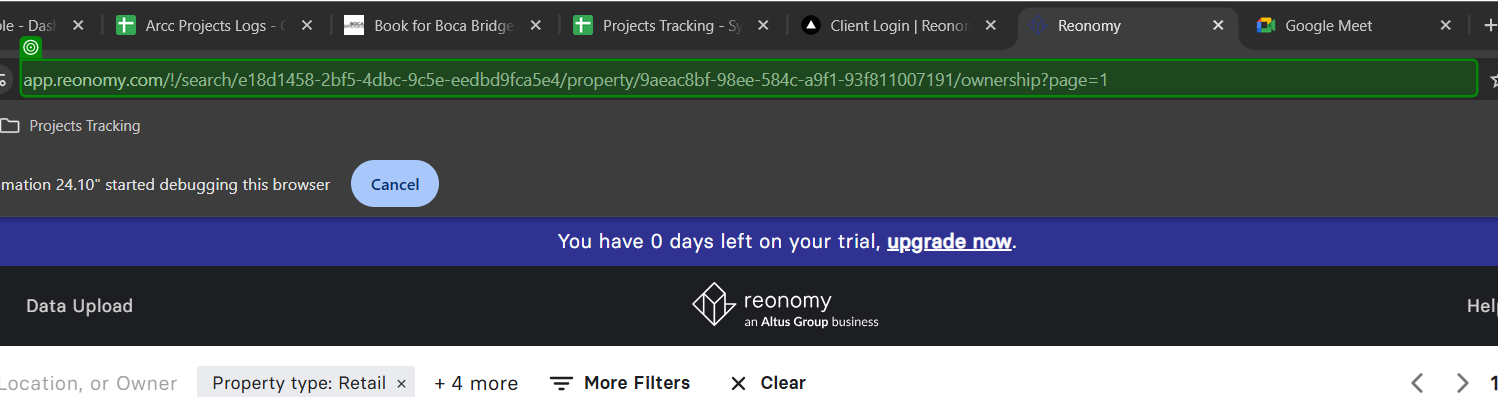 ole - Dash
Arcc Projects Logs - G
Book for Boca Bridge
Projects Tracking - Sy
Client Login | Reonon
Reonomy
Google Meet
app.reonomy.com/!/search/e18d1458-2bf5-4dbc-9c5e-eedbd9fca5e4/property/9aeac8bf-98ee-584c-a9f1-93f811007191/ownership?page=1
Projects Tracking
mation 24.10" started debugging this browser
Cancel
You have 0 days left on your trial, upgrade now.
Data Upload
reonomy
an Altus Group business
Help
Location, or Owner
Property type: Retail ×
+ 4 more
More Filters
Clear
1